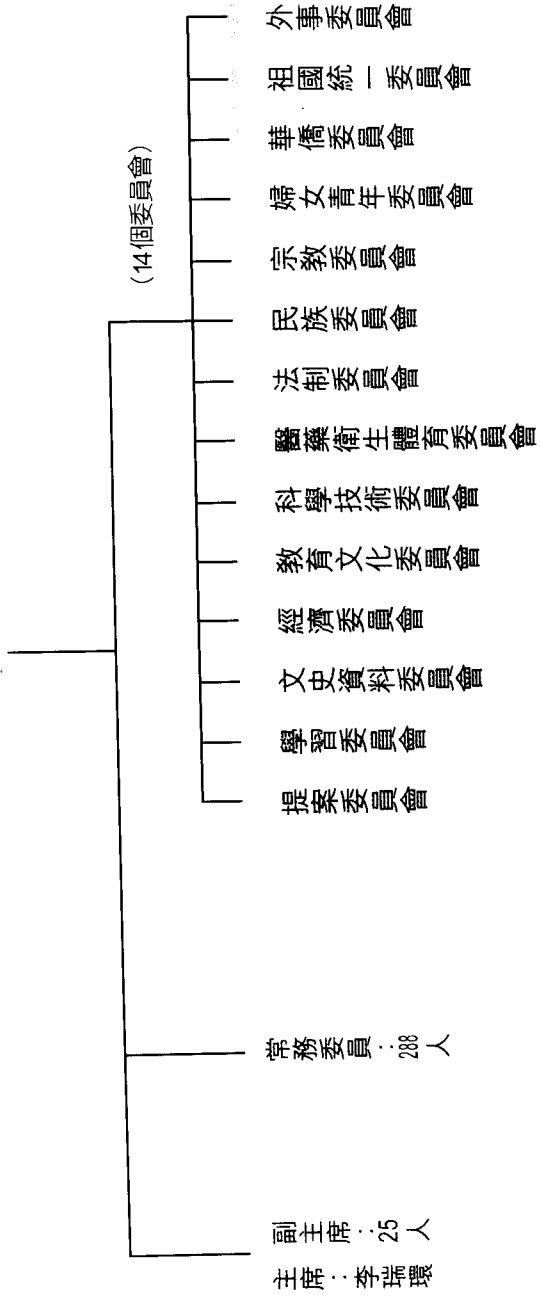 主席：李瑞環
副主席：25人
常務委員：288人
(14個委員會)
提案委員會
學習委員會
文史資料委員會
經濟委員會
教育文化委員會
科學技術委員會
醫藥衛生體育委員會
法制委員會
民族委員會
宗教委員會
婦女青年委員會
華僑委員會
祖國統一委員會
外事委員會